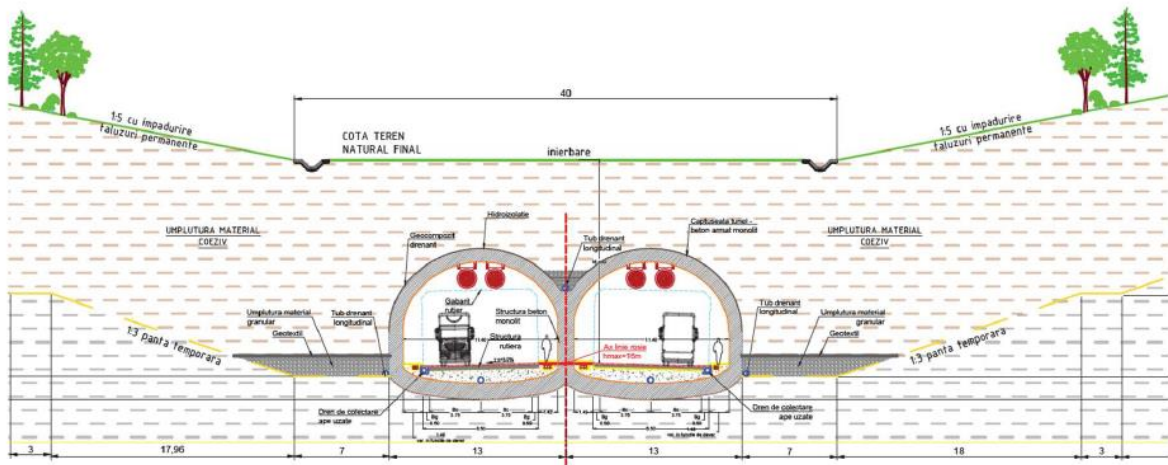 40
1:5 cu impadurire
taluzuri permanente
1:5 cu impadurire
taluzuri permanente
COTA TEREN
NATURAL FINAL
inierbare
Hidroizolatie
UMPLUTURA MATERIAL
COEZIV
Geocompozit
drenant
Tub drenant
longitudinal
Captuseala tunel -
beton armat monolit
UMPLUTURA MATERIAL
COEZIV
Gabarit
rutier
Structura beton
monolit
Umplutura material
granular
Geotextil
Tub drenant
longitudinal
Tub drenant
longitudinal
Umplutura material
granular
Geotextil
1:3 panta temporara
1:3 panta temporara
Structura
rutiera
Ax linie rosie
hmax=16m
Dren de colectare
ape uzate
Dren de colectare
ape uzate
3
17,96
7
13
13
7
18
3